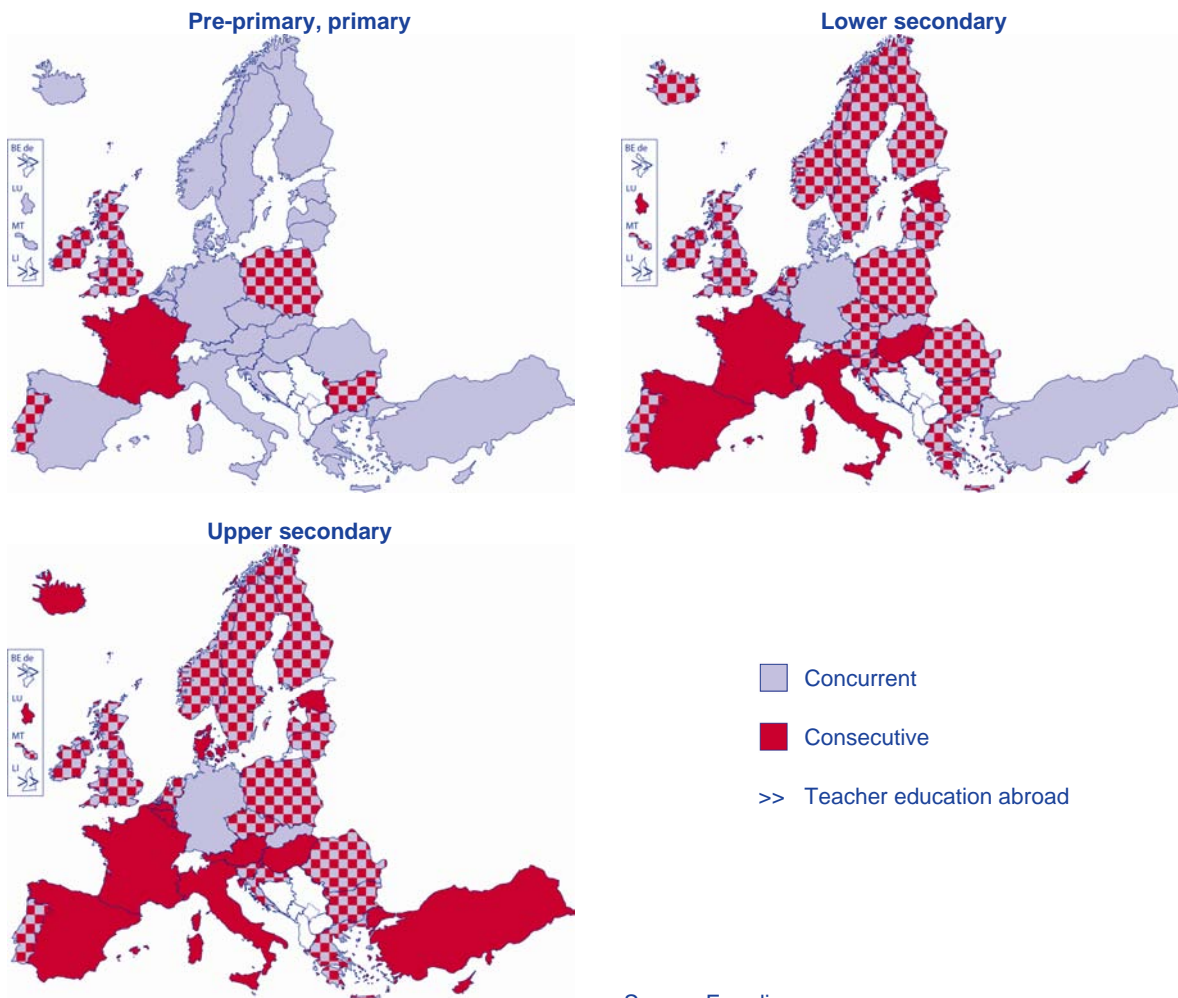 Pre-primary, primary
BE de
LU
MT
LI
Lower secondary
BE de
LU
MT
LI
Upper secondary
BE de
LU
MT
LI
Concurrent
Consecutive
>> Teacher education abroad